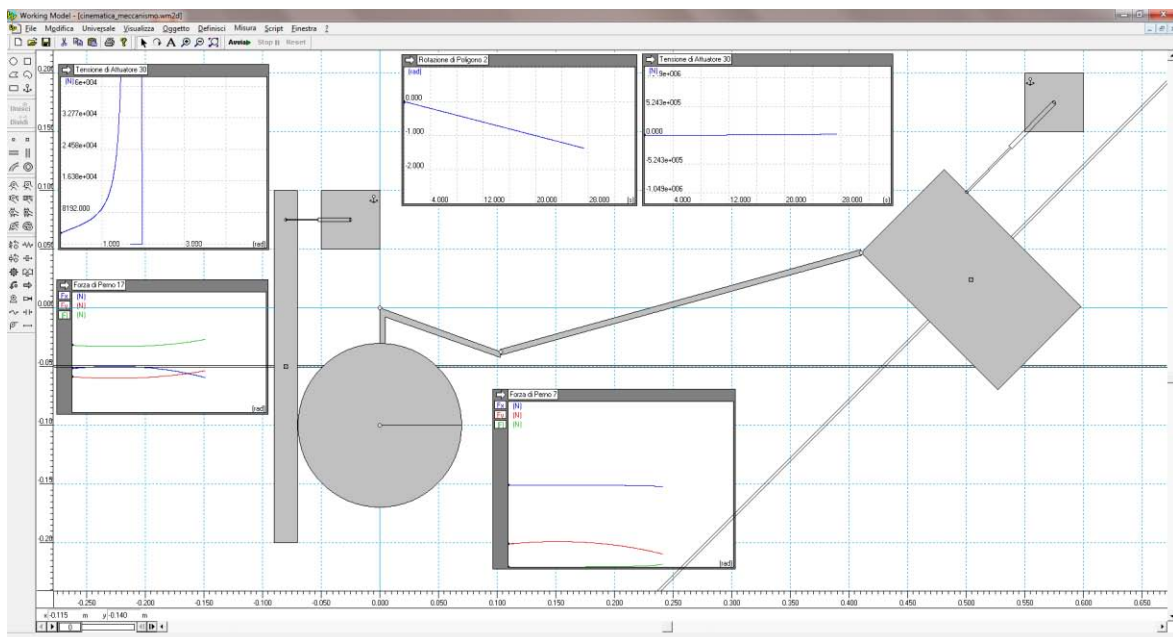 Working Model - [cinematica_meccanismo.wm2d]
File Modifica Universale Visualizza Oggetto Definisci Misura Script Finestra ?
Avvia▶ Stop II Reset
Tensione di Attuatore 30
(N)
6e+004
3.277e+004
2.458e+004
1.638e+004
8192.000
1.000
3.000
[rad]
Rotazione di Poligono 2
[rad]
0.000
-1.000
-2.000
4.000 12.000 20.000 28.000
[s]
Tensione di Attuatore 30
(N)
9e+006
5.243e+005
0.000
-5.243e+005
-1.049e+006
4.000 12.000 20.000 28.000
[s]
Forza di Perno 17
Fx (N)
Fy (N)
|F| (N)
[rad]
Forza di Perno 7
Fx (N)
Fy (N)
|F| (N)
[rad]
0.150
0.100
0.050
0.000
-0.100
-0.250 -0.200 -0.150 -0.100 -0.050 0.000 0.050 0.100 0.150 0.200 0.250 0.300 0.350 0.400 0.450 0.500 0.550 0.600 0.650
x -0.115 m y -0.140 m
0